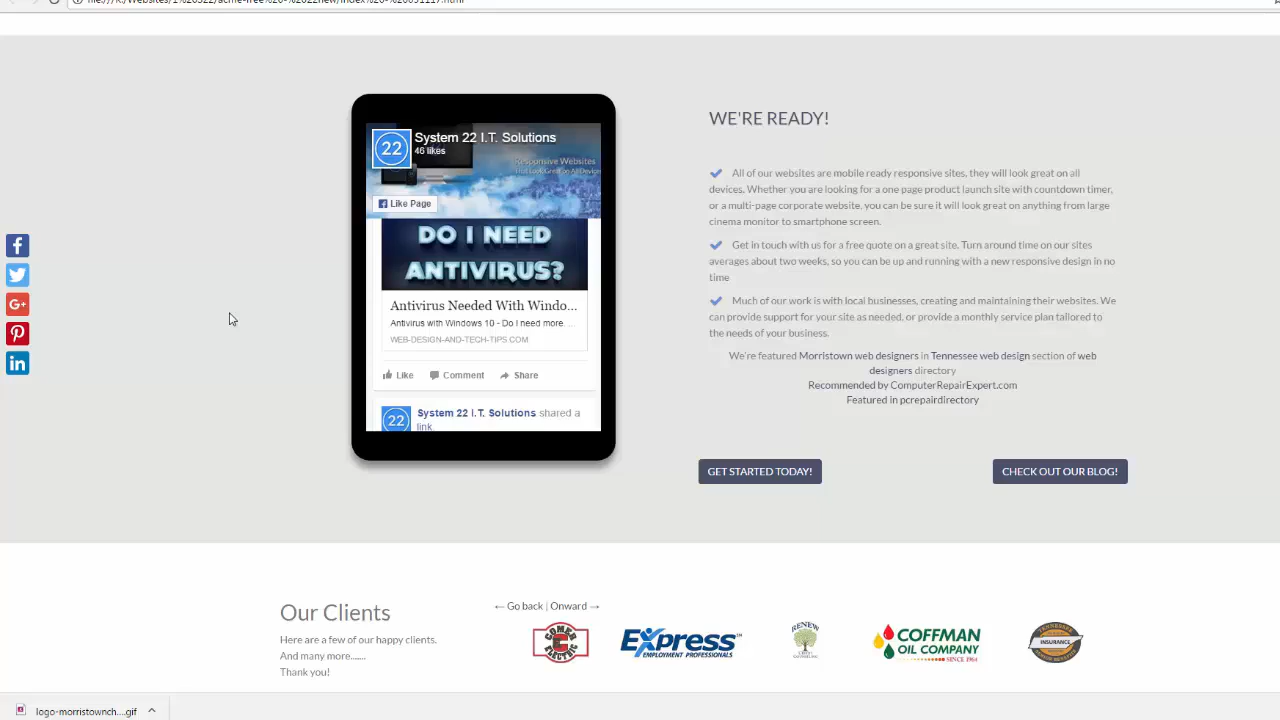 System 22 I.T. Solutions
46 likes
Responsive Websites
That Look Great On All Devices
Like Page
DO I NEED
ANTIVIRUS?
Antivirus Needed With Windo...
Antivirus with Windows 10 - Do I need more ...
WEB-DESIGN-AND-TECH-TIPS.COM
Like Comment Share
System 22 I.T. Solutions shared a
link
WE'RE READY!
All of our websites are mobile ready responsive sites, they will look great on all
devices. Whether you are looking for a one page product launch site with countdown timer,
or a multi-page corporate website, you can be sure it will look great on anything from large
cinema monitor to smartphone screen.
Get in touch with us for a free quote on a great site. Turn around time on our sites
averages about two weeks, so you can be up and running with a new responsive design in no
time
Much of our work is with local businesses, creating and maintaining their websites. We
can provide support for your site as needed, or provide a monthly service plan tailored to
the needs of your business.
We're featured Morristown web designers in Tennessee web design section of web
designers directory
Recommended by ComputerRepairExpert.com
Featured in pcrepairdirectory
GET STARTED TODAY!
CHECK OUT OUR BLOG!
Our Clients
Here are a few of our happy clients.
And many more.......
Thank you!
← Go back | Onward →
ELECTRIC
Express
EMPLOYMENT PROFESSIONALS
RENEW
COFFMAN
OIL COMPANY
SINCE 1964
TENNESSEE
INSURANCE
logo-morristownch....gif